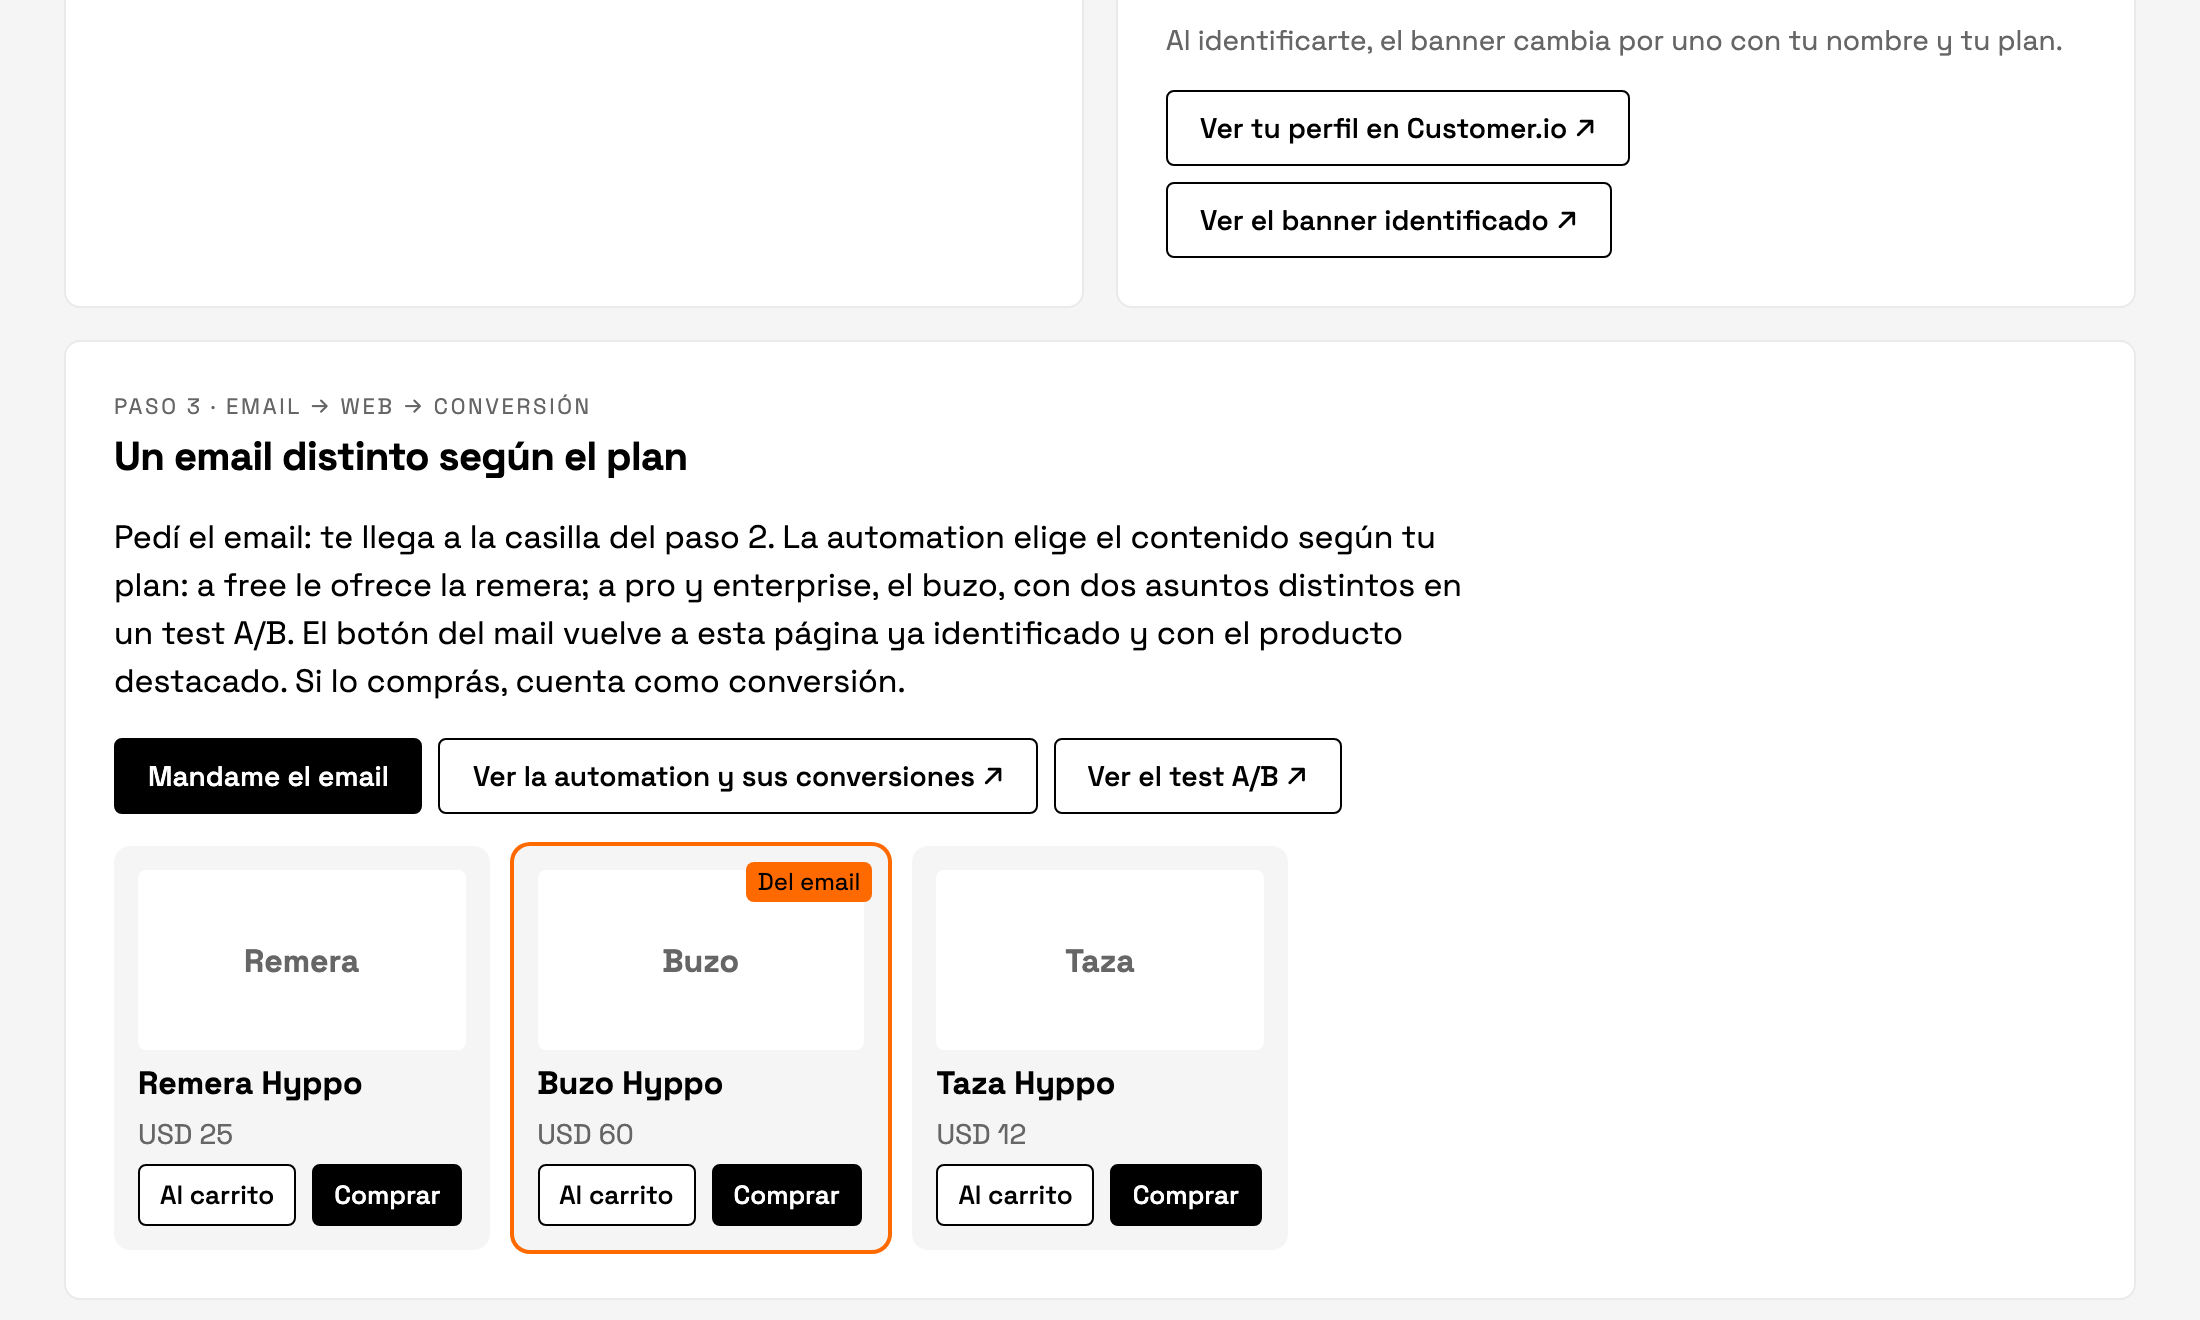 Al identificarte, el banner cambia por uno con tu nombre y tu plan.
Ver tu perfil en Customer.io ↗
Ver el banner identificado ↗
PASO 3 · EMAIL → WEB → CONVERSIÓN
Un email distinto según el plan
Pedí el email: te llega a la casilla del paso 2. La automation elige el contenido según tu
plan: a free le ofrece la remera; a pro y enterprise, el buzo, con dos asuntos distintos en
un test A/B. El botón del mail vuelve a esta página ya identificado y con el producto
destacado. Si lo comprás, cuenta como conversión.
Mandame el email
Ver la automation y sus conversiones ↗
Ver el test A/B ↗
Remera
Remera Hyppo
USD 25
Al carrito
Comprar
Del email
Buzo
Buzo Hyppo
USD 60
Al carrito
Comprar
Taza
Taza Hyppo
USD 12
Al carrito
Comprar